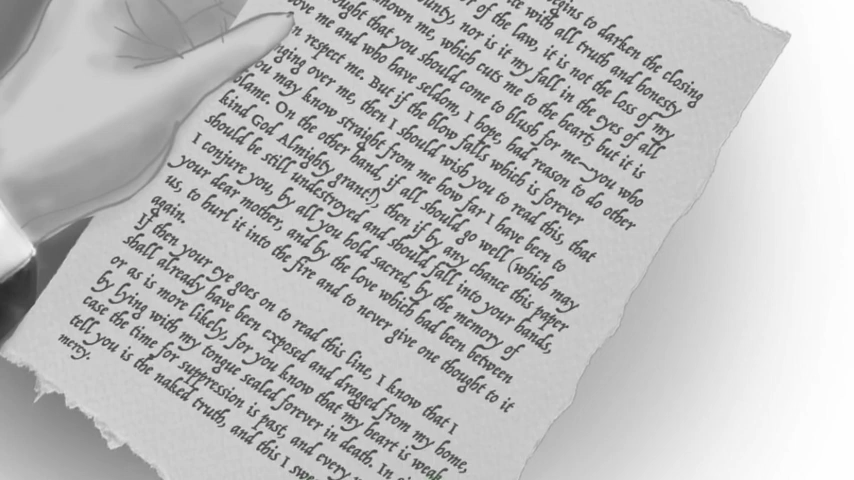 begins to darken the closing
with all truth and honesty
of the law, it is not the loss of my
unty, nor is it my fall in the eyes of all
nown me, which cuts me to the heart; but it is
ought that you should come to blush for me—you who
love me and who have seldom, I hope, had reason to do other
n respect me. But if the blow falls which is forever
nging over me, then I should wish you to read this, that
you may know straight from me how far I have been to
blame. On the other hand, if all should go well (which may
kind God Almighty grant!), then if by any chance this paper
should be still undestroyed and should fall into your hands,
I conjure you, by all you hold sacred, by the memory of
your dear mother, and by the love which had been between
us, to hurl it into the fire and to never give one thought to it
again.
If then your eye goes on to read this line, I know that I
shall already have been exposed and dragged from my home,
or as is more likely, for you know that my heart is weak
by lying with my tongue sealed forever in death. In
case the time for suppression is past, and every
tell you is the naked truth, and this I swe
mercy.